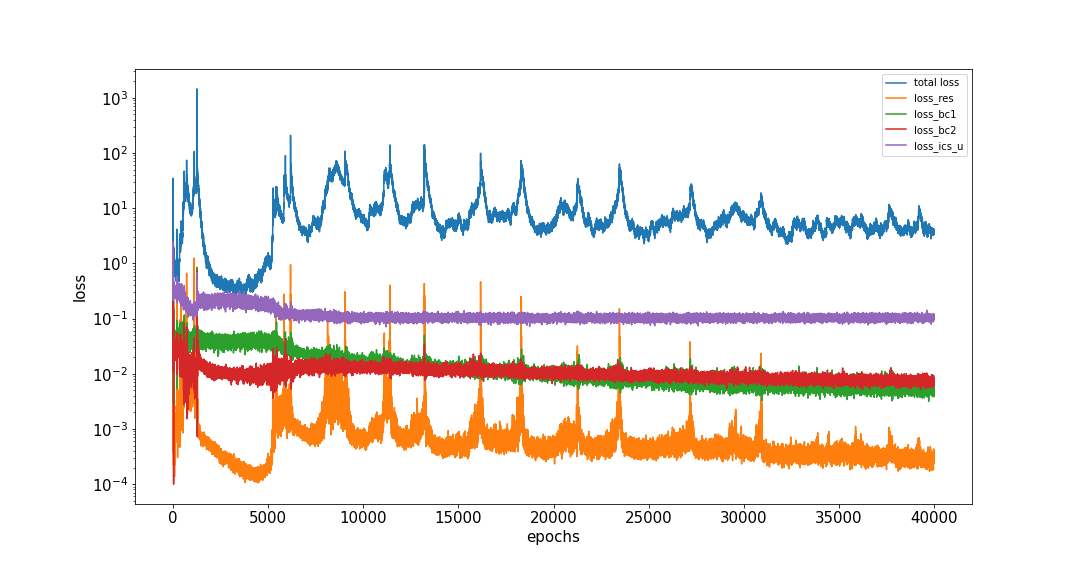 total loss
loss_res
loss_bc1
loss_bc2
loss_ics_u
loss
10³
10²
10¹
10⁰
10⁻¹
10⁻²
10⁻³
10⁻⁴
0 5000 10000 15000 20000 25000 30000 35000 40000
epochs